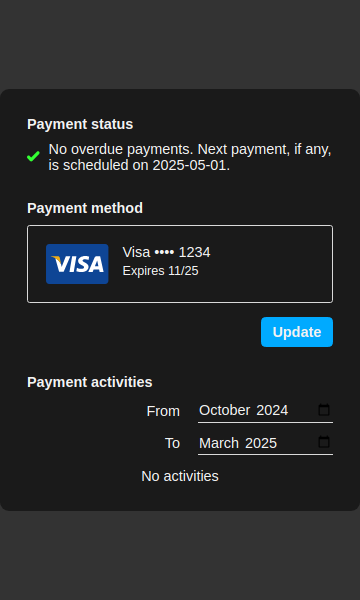 Payment status
No overdue payments. Next payment, if any,
is scheduled on 2025-05-01.
Payment method
VISA
Visa •••• 1234
Expires 11/25
Update
Payment activities
From October 2024
To March 2025
No activities